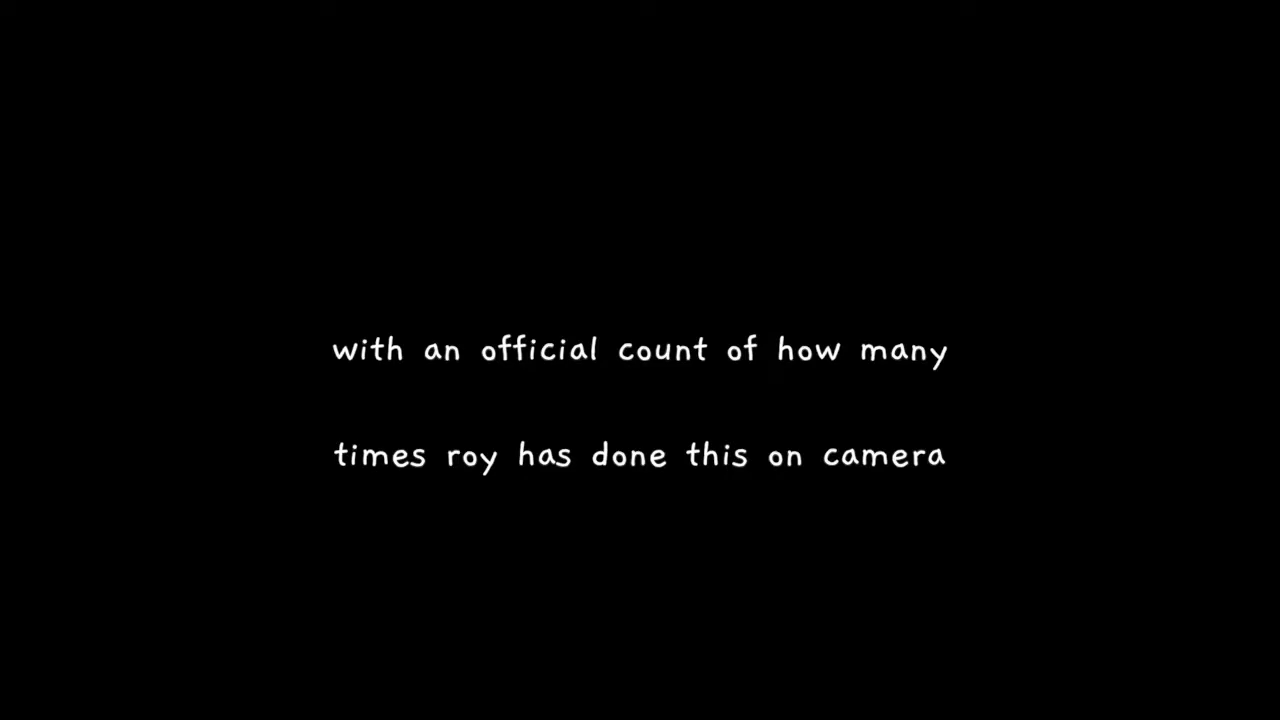 with an official count of how many
times roy has done this on camera